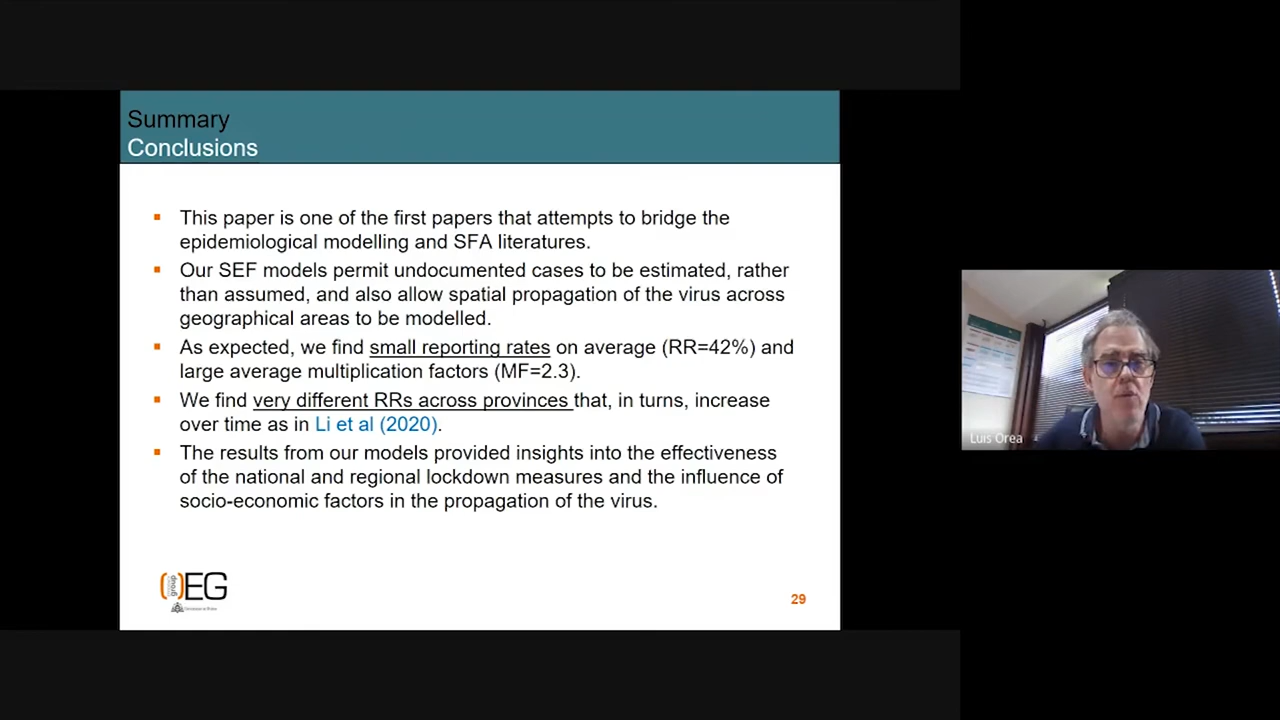 Summary
Conclusions
▪ This paper is one of the first papers that attempts to bridge the
epidemiological modelling and SFA literatures.
▪ Our SEF models permit undocumented cases to be estimated, rather
than assumed, and also allow spatial propagation of the virus across
geographical areas to be modelled.
▪ As expected, we find small reporting rates on average (RR=42%) and
large average multiplication factors (MF=2.3).
▪ We find very different RRs across provinces that, in turns, increase
over time as in Li et al (2020).
▪ The results from our models provided insights into the effectiveness
of the national and regional lockdown measures and the influence of
socio-economic factors in the propagation of the virus.
group
EG
29
Luis Orea